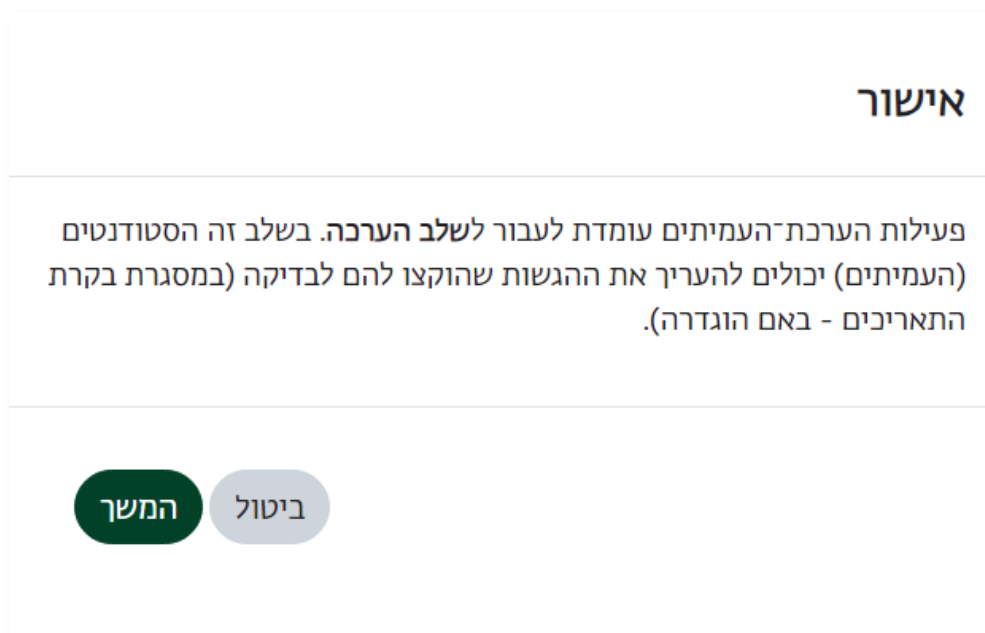 אישור
פעילות הערכת־העמיתים עומדת לעבור לשלב הערכה. בשלב זה הסטודנטים
(העמיתים) יכולים להעריך את ההגשות שהוקצו להם לבדיקה (במסגרת בקרת
התאריכים - באם הוגדרה).
ביטול
המשך